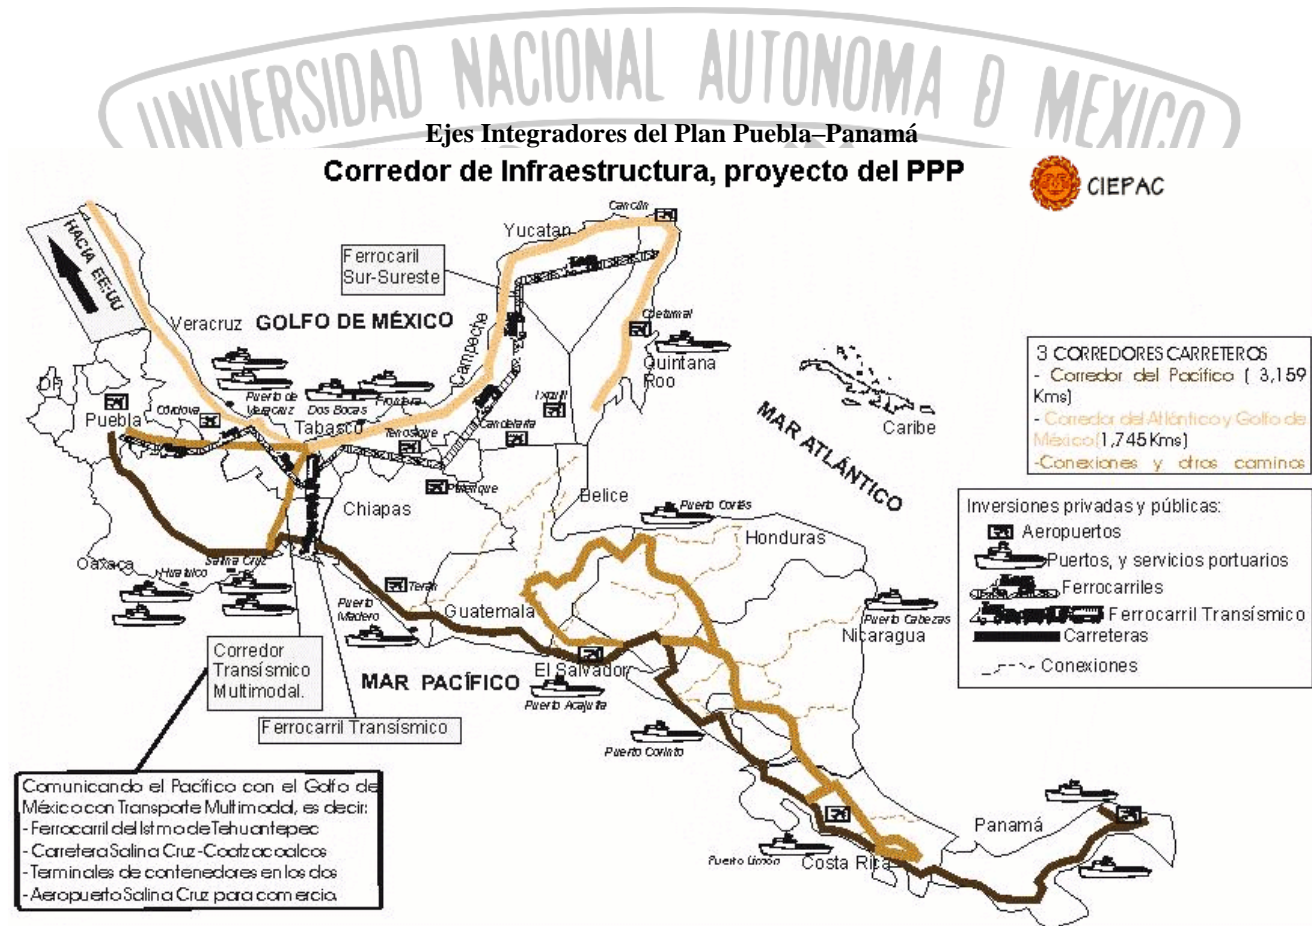 UNIVERSIDAD NACIONAL AUTONOMA D MEXICO
Ejes Integradores del Plan Puebla–Panamá
Corredor de Infraestructura, proyecto del PPP
CIEPAC
HACIA EE:UU
Cancún
Yucatan
Ferrocaril
Sur-Sureste
Veracruz
GOLFO DE MÉXICO
Campeche
Chetumal
Quintana
Roo
3 CORREDORES CARRETEROS
- Corredor del Pacífico ( 3,159
Kms)
- Corredor del Atlántico y Golfo de
México (1,745 Kms)
-Conexiones y otros caminos
DF
Puebla
Córdova
Puerto de
Veracruz
Dos Bocas
Frontera
Tabasco
Tenosique
Candelaria
Ixpujil
Caribe
MAR ATLÁNTICO
Palenque
Chiapas
Belice
Puerto Cortés
Honduras
Inversiones privadas y públicas:
Aeropuertos
Puertos, y servicios portuarios
Ferrocarriles
Ferrocarril Transísmico
Carreteras
Conexiones
Oaxaca
Huatulco
Salina Cruz
Terán
Puerto
Madero
Guatemala
Puerto Cabezas
Nicaragua
Corredor
Transísmico
Multimodal.
MAR PACÍFICO
El Salvador
Puerto Acajutla
Ferrocarril Transísmico
Puerto Corinto
Comunicando el Pacífico con el Golfo de
México con Transporte Multimodal, es decir:
- Ferrocarril del Istmo de Tehuantepec
- Carretera Salina Cruz-Coatzacoalcos
- Terminales de contenedores en los dos
- Aeropuerto Salina Cruz para comercio.
Panamá
Puerto Limón
Costa Rica